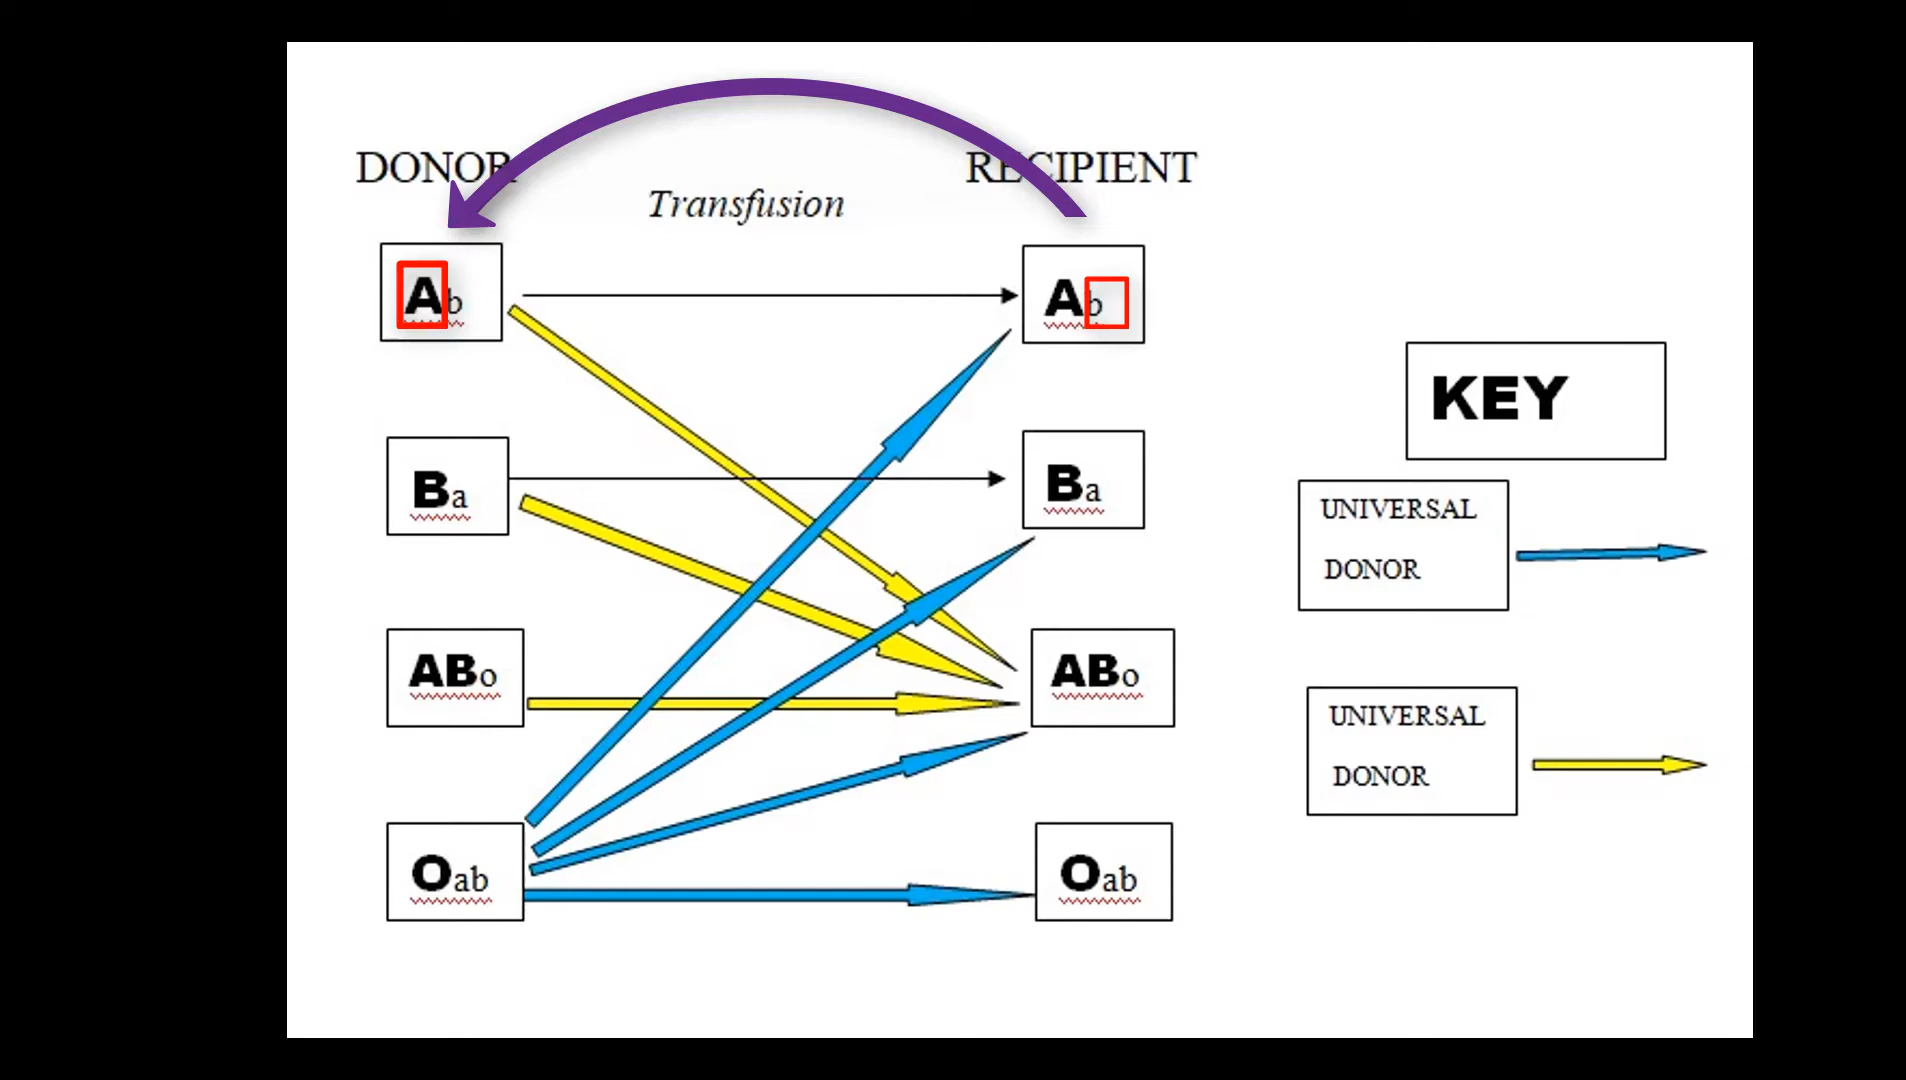 DONOR
RECIPIENT
Transfusion
Ab
Ab
Ba
Ba
ABo
ABo
Oab
Oab
KEY
UNIVERSAL
DONOR
UNIVERSAL
DONOR